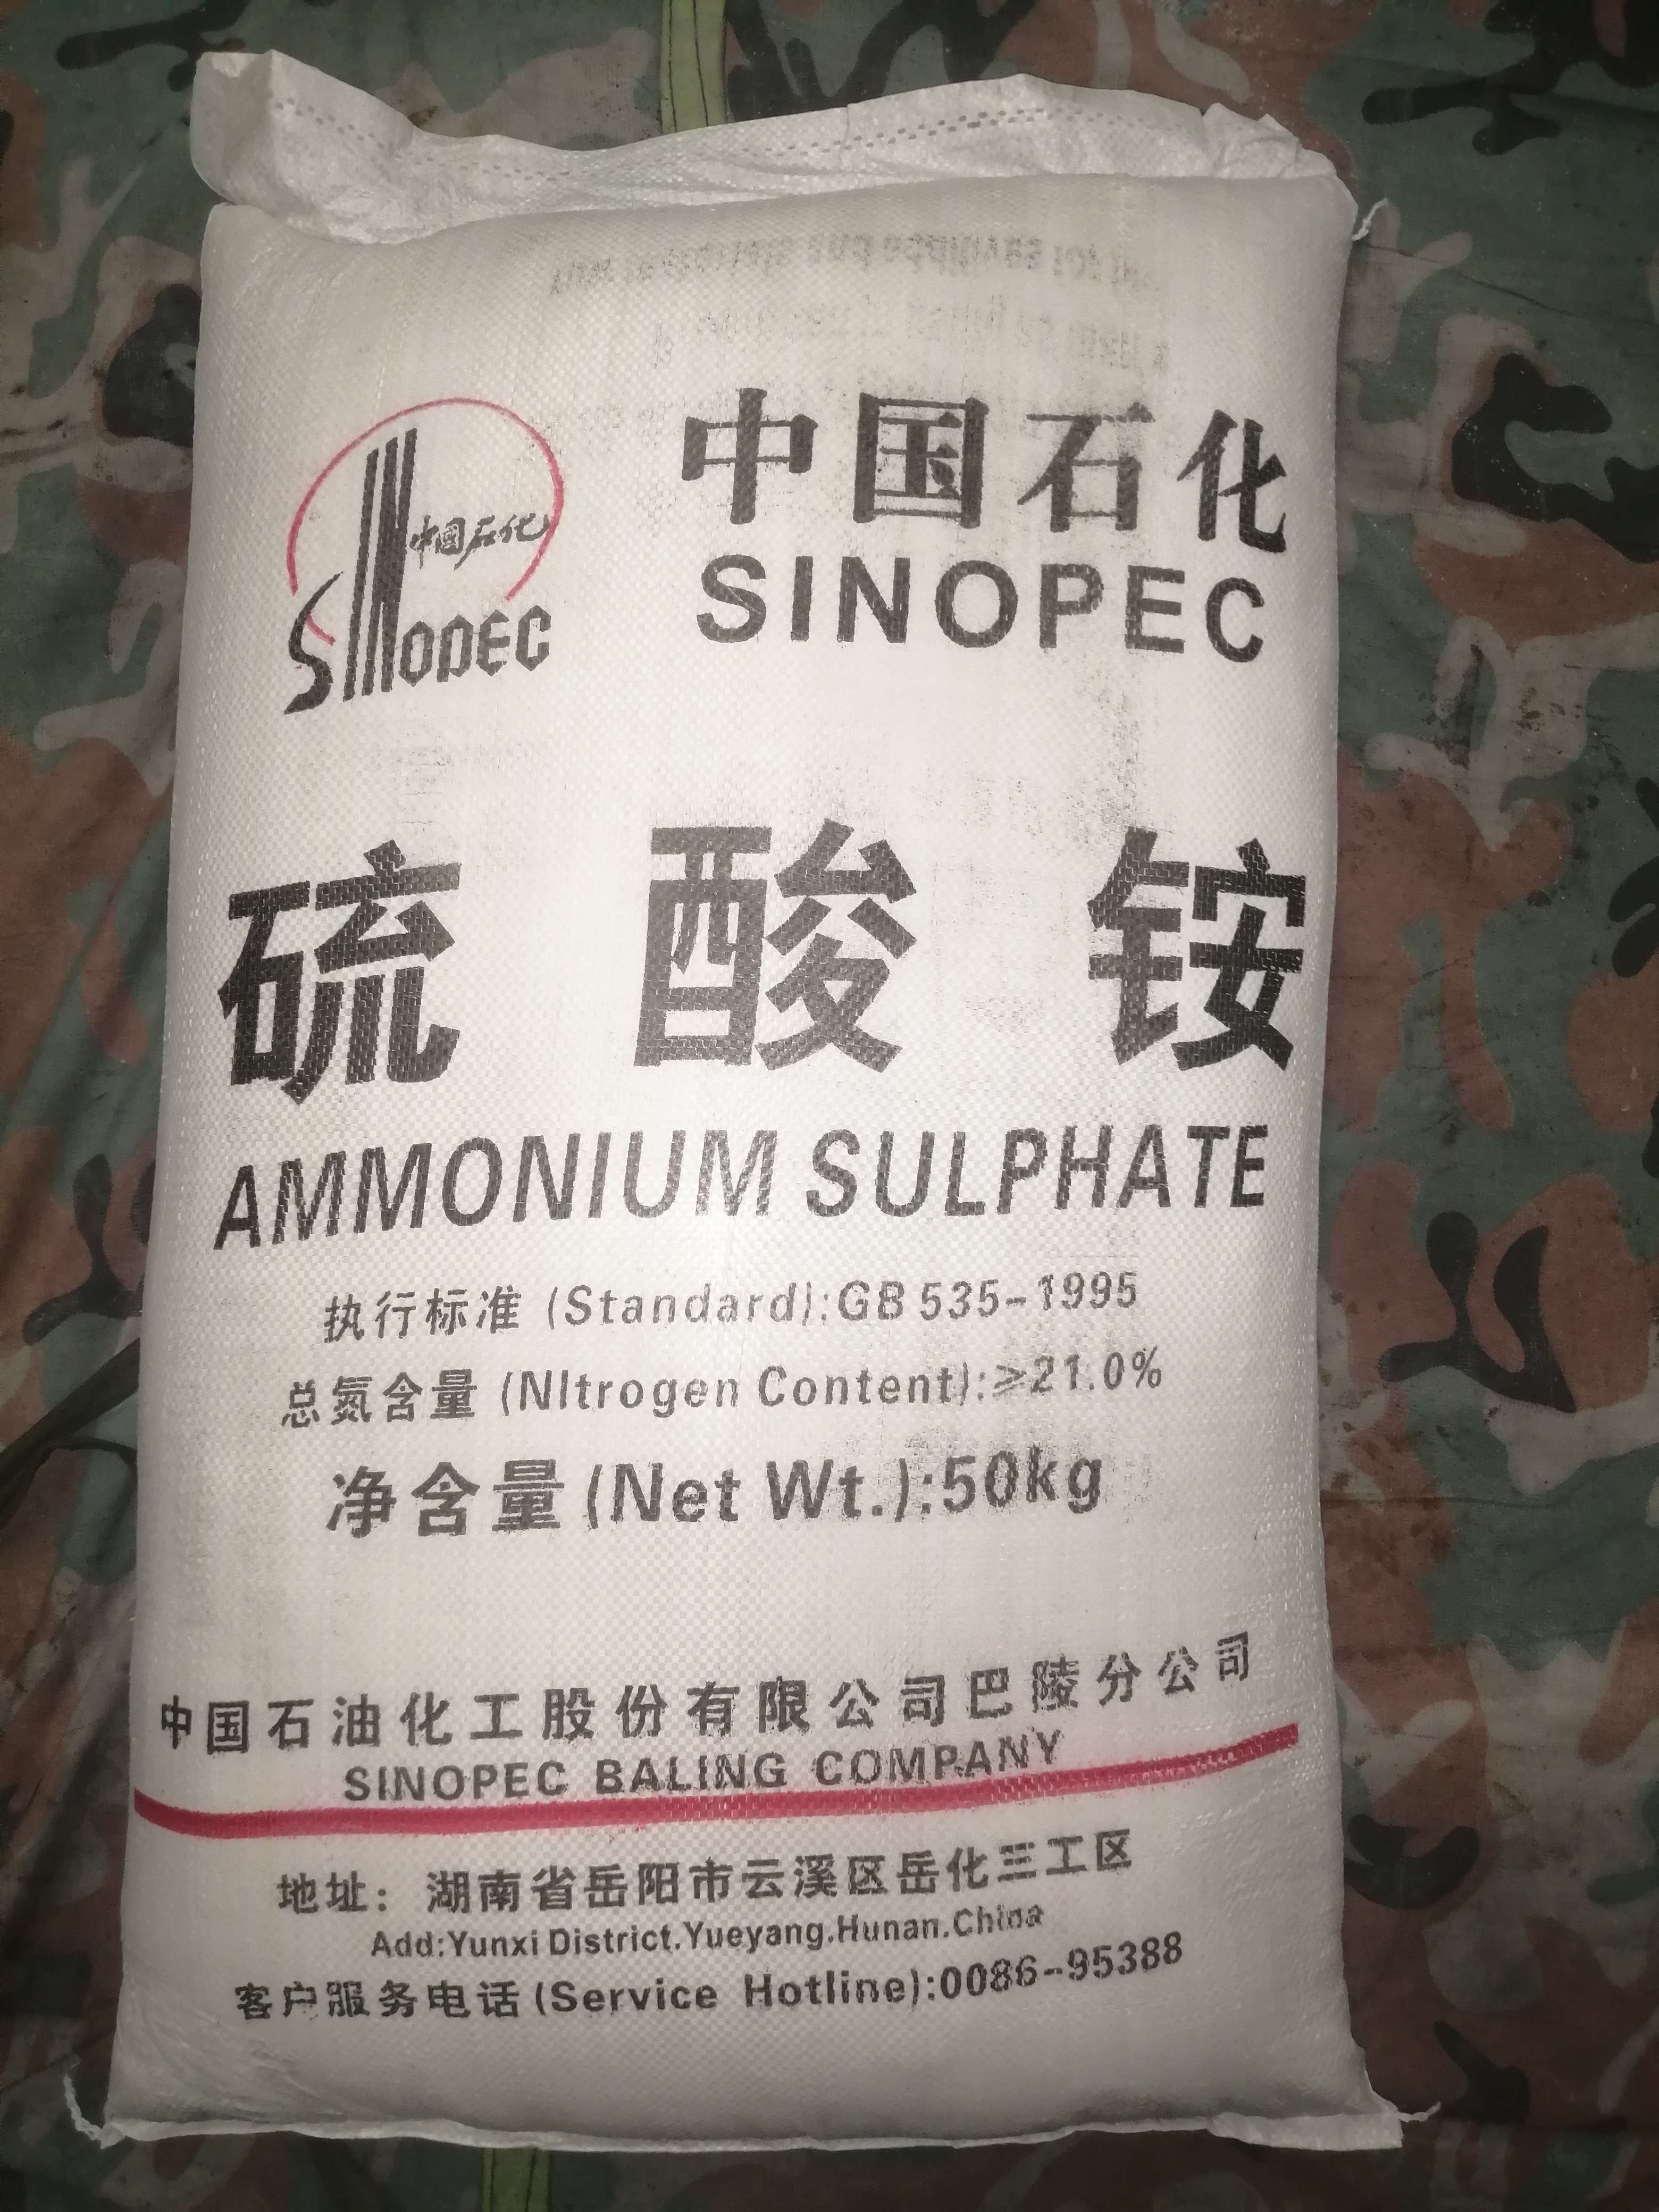 中国石化
SINOPEC
中国石化
SINOPEC
硫酸铵
AMMONIUM SULPHATE
执行标准 (Standard):GB 535-1995
总氮含量 (NItrogen Content):≥21.0%
净含量 (Net Wt.):50kg
中国石油化工股份有限公司巴陵分公司
SINOPEC BALING COMPANY
地址：湖南省岳阳市云溪区岳化三工区
Add:Yunxi District.Yueyang.Hunan.China
客户服务电话 (Service Hotline):0086-95388